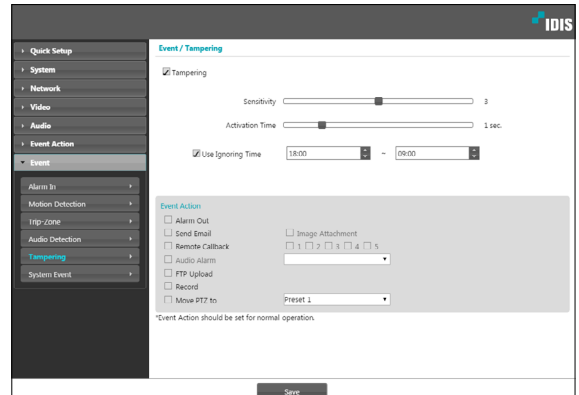 IDIS
Quick Setup
System
Network
Video
Audio
Event Action
Event
Alarm In
Motion Detection
Trip-Zone
Audio Detection
Tampering
System Event
Event / Tampering
Tampering
Sensitivity 3
Activation Time 1 sec.
Use Ignoring Time 18:00 ~ 09:00
Event Action
Alarm Out
Send Email Image Attachment
Remote Callback 1 2 3 4 5
Audio Alarm
FTP Upload
Record
Move PTZ to Preset 1
*Event Action should be set for normal operation.
Save